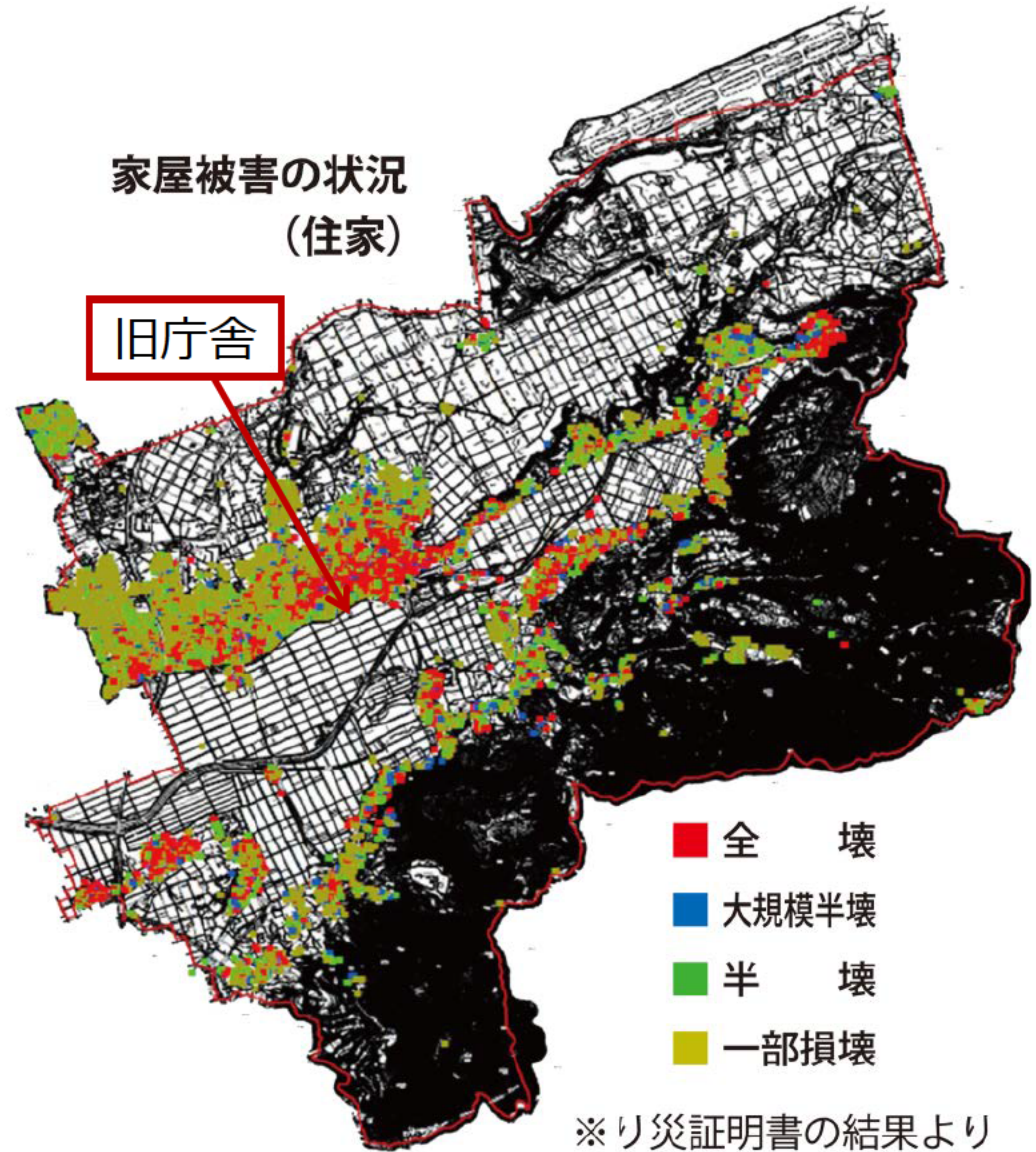 家屋被害の状況
（住家）
旧庁舎
全　壊
大規模半壊
半　壊
一部損壊
※り災証明書の結果より